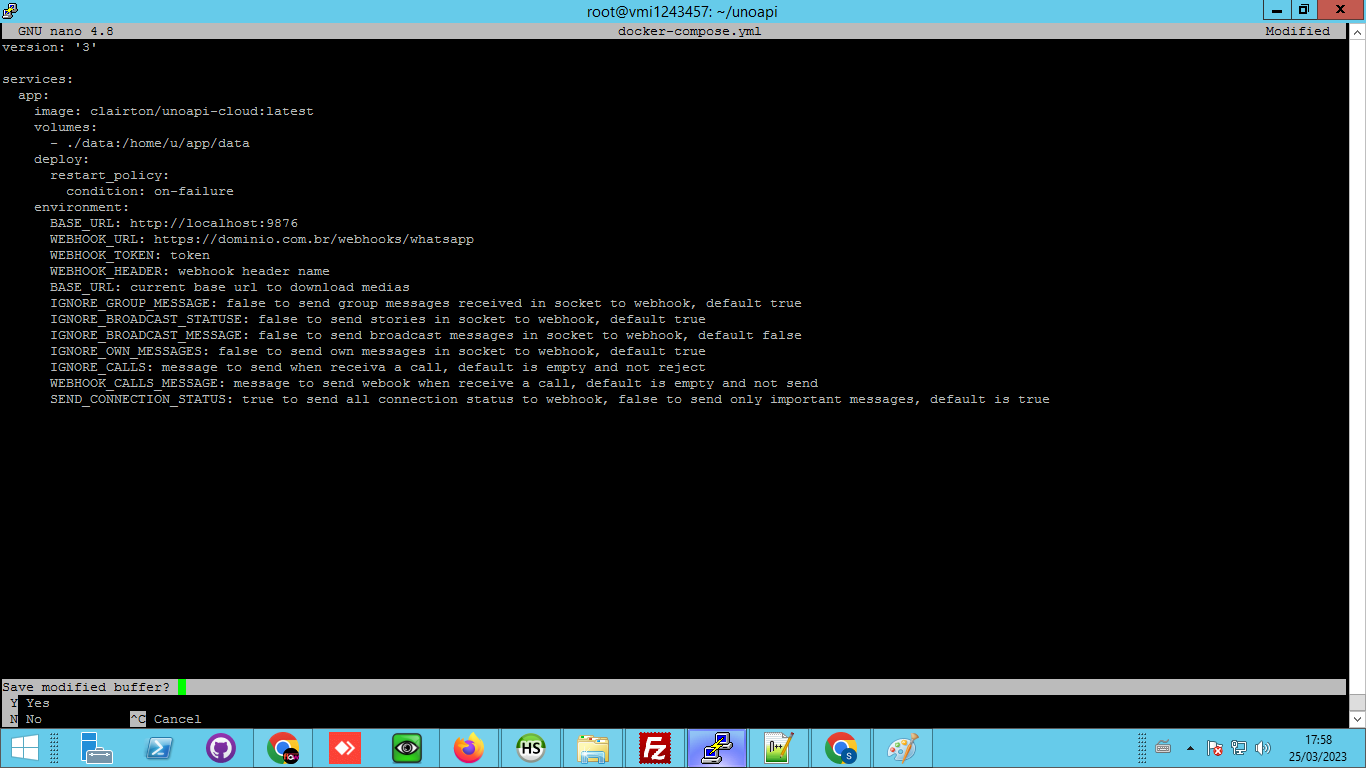 root@vmi1243457: ~/unoapi
GNU nano 4.8 docker-compose.yml Modified
version: '3'
services:
app:
image: clairton/unoapi-cloud:latest
volumes:
- ./data:/home/u/app/data
deploy:
restart_policy:
condition: on-failure
environment:
BASE_URL: http://localhost:9876
WEBHOOK_URL: https://dominio.com.br/webhooks/whatsapp
WEBHOOK_TOKEN: token
WEBHOOK_HEADER: webhook header name
BASE_URL: current base url to download medias
IGNORE_GROUP_MESSAGE: false to send group messages received in socket to webhook, default true
IGNORE_BROADCAST_STATUSE: false to send stories in socket to webhook, default true
IGNORE_BROADCAST_MESSAGE: false to send broadcast messages in socket to webhook, default false
IGNORE_OWN_MESSAGES: false to send own messages in socket to webhook, default true
IGNORE_CALLS: message to send when receiva a call, default is empty and not reject
WEBHOOK_CALLS_MESSAGE: message to send webook when receive a call, default is empty and not send
SEND_CONNECTION_STATUS: true to send all connection status to webhook, false to send only important messages, default is true
Save modified buffer?
Y Yes
N No ^C Cancel
HS
Fz
n++
S
17:58
25/03/2023